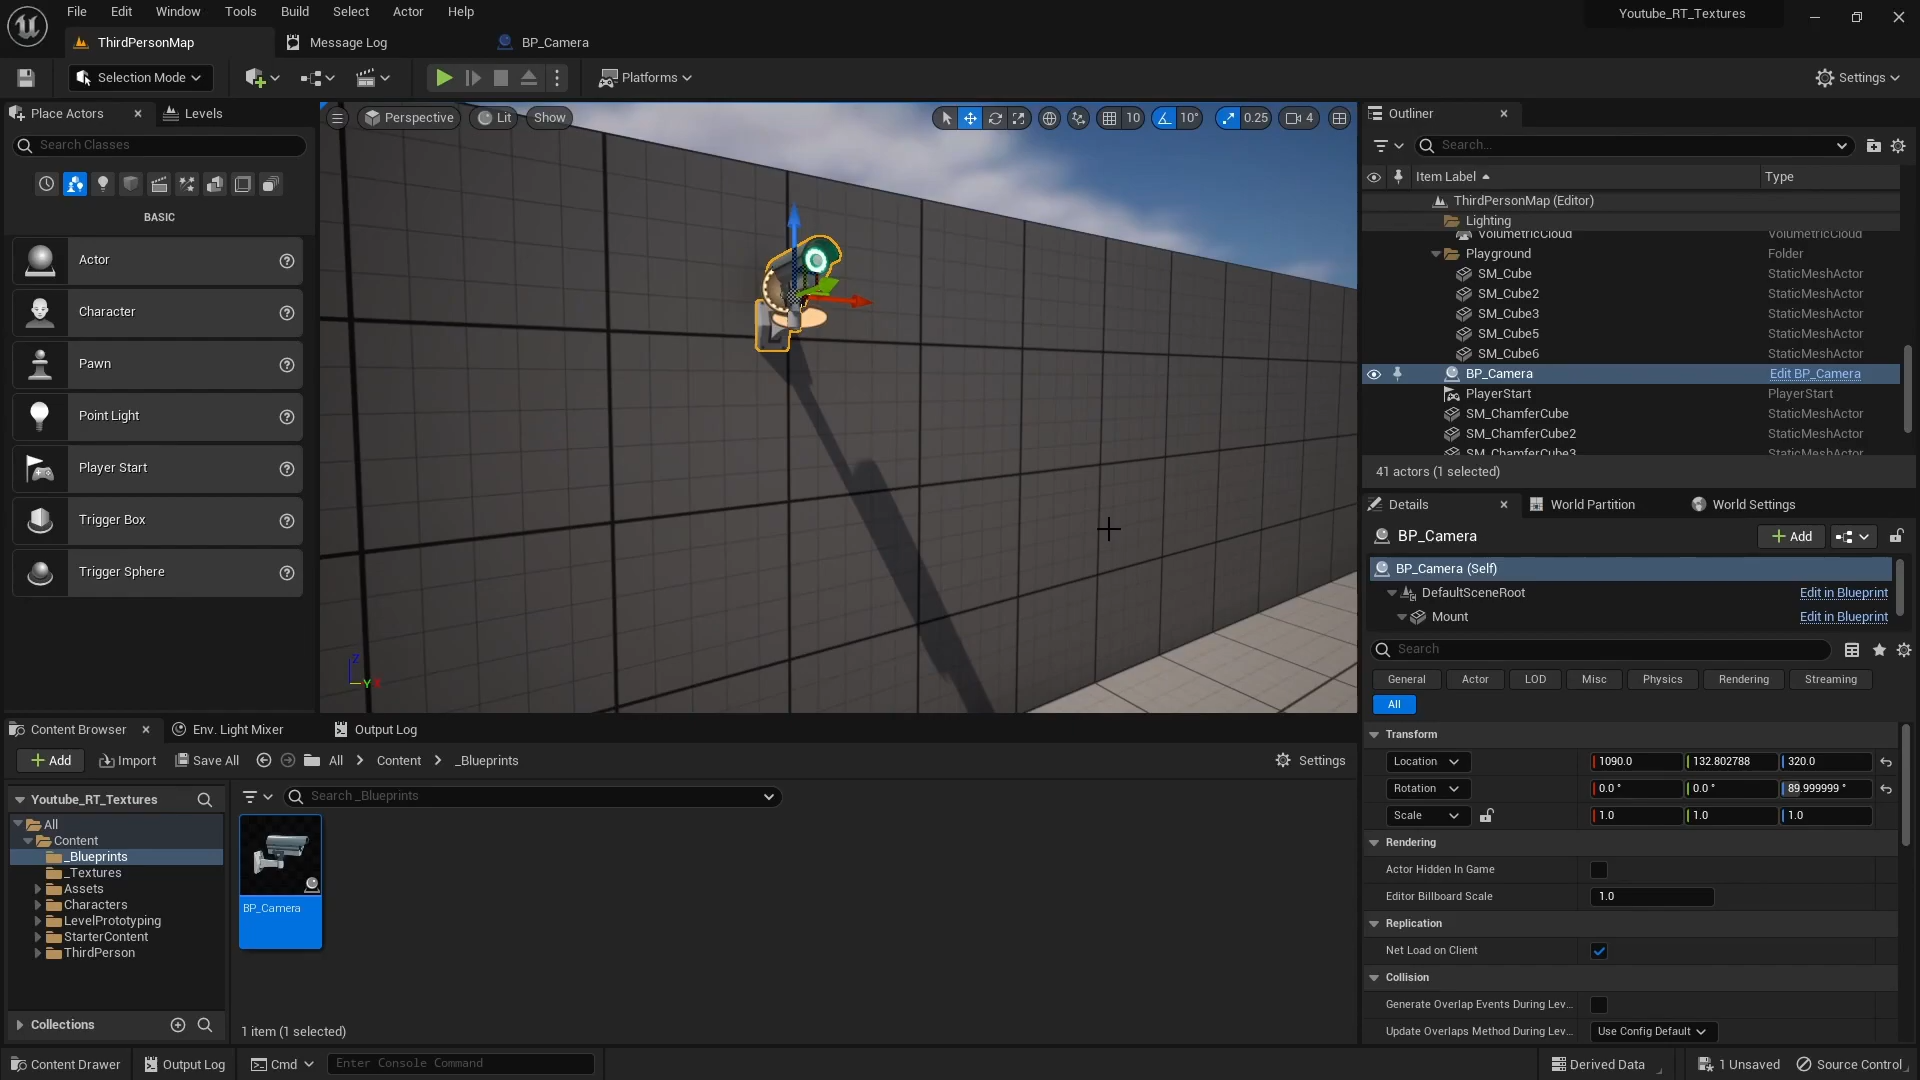 File Edit Window Tools Build Select Actor Help
Youtube_RT_Textures
ThirdPersonMap
Message Log
BP_Camera
Selection Mode
Platforms
Settings
Place Actors
Levels
Search Classes
BASIC
Actor
Character
Pawn
Point Light
Player Start
Trigger Box
Trigger Sphere
Perspective
Lit
Show
10
10°
0.25
4
Z
Y
Outliner
Search...
Item Label
Type
ThirdPersonMap (Editor)
Lighting
VolumetricCloud VolumetricCloud
Playground Folder
SM_Cube StaticMeshActor
SM_Cube2 StaticMeshActor
SM_Cube3 StaticMeshActor
SM_Cube5 StaticMeshActor
SM_Cube6 StaticMeshActor
BP_Camera Edit BP_Camera
PlayerStart PlayerStart
SM_ChamferCube StaticMeshActor
SM_ChamferCube2 StaticMeshActor
SM_ChamferCube3 StaticMeshActor
41 actors (1 selected)
Details
World Partition
World Settings
BP_Camera
Add
BP_Camera (Self)
DefaultSceneRoot Edit in Blueprint
Mount Edit in Blueprint
Search
General Actor LOD Misc Physics Rendering Streaming
All
Transform
Location 1090.0 132.802788 320.0
Rotation 0.0 ° 0.0 ° 89.999999 °
Scale 1.0 1.0 1.0
Rendering
Actor Hidden In Game
Editor Billboard Scale 1.0
Replication
Net Load on Client
Collision
Generate Overlap Events During Lev...
Update Overlaps Method During Lev... Use Config Default
Content Browser
Env. Light Mixer
Output Log
Add
Import
Save All
All
Content
_Blueprints
Settings
Youtube_RT_Textures
Search _Blueprints
All
Content
_Blueprints
_Textures
Assets
Characters
LevelPrototyping
StarterContent
ThirdPerson
Collections
BP_Camera
1 item (1 selected)
Content Drawer
Output Log
Cmd
Enter Console Command
Derived Data
1 Unsaved
Source Control